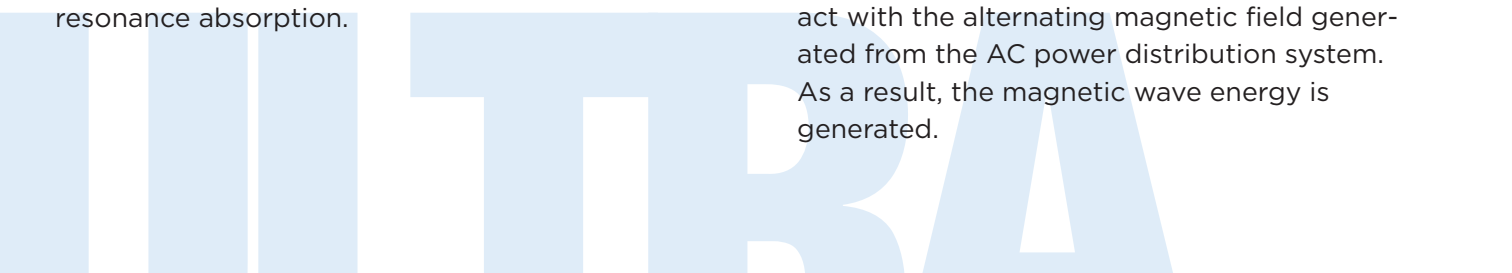 resonance absorption.
act with the alternating magnetic field gener-
ated from the AC power distribution system.
As a result, the magnetic wave energy is
generated.
ULTRA